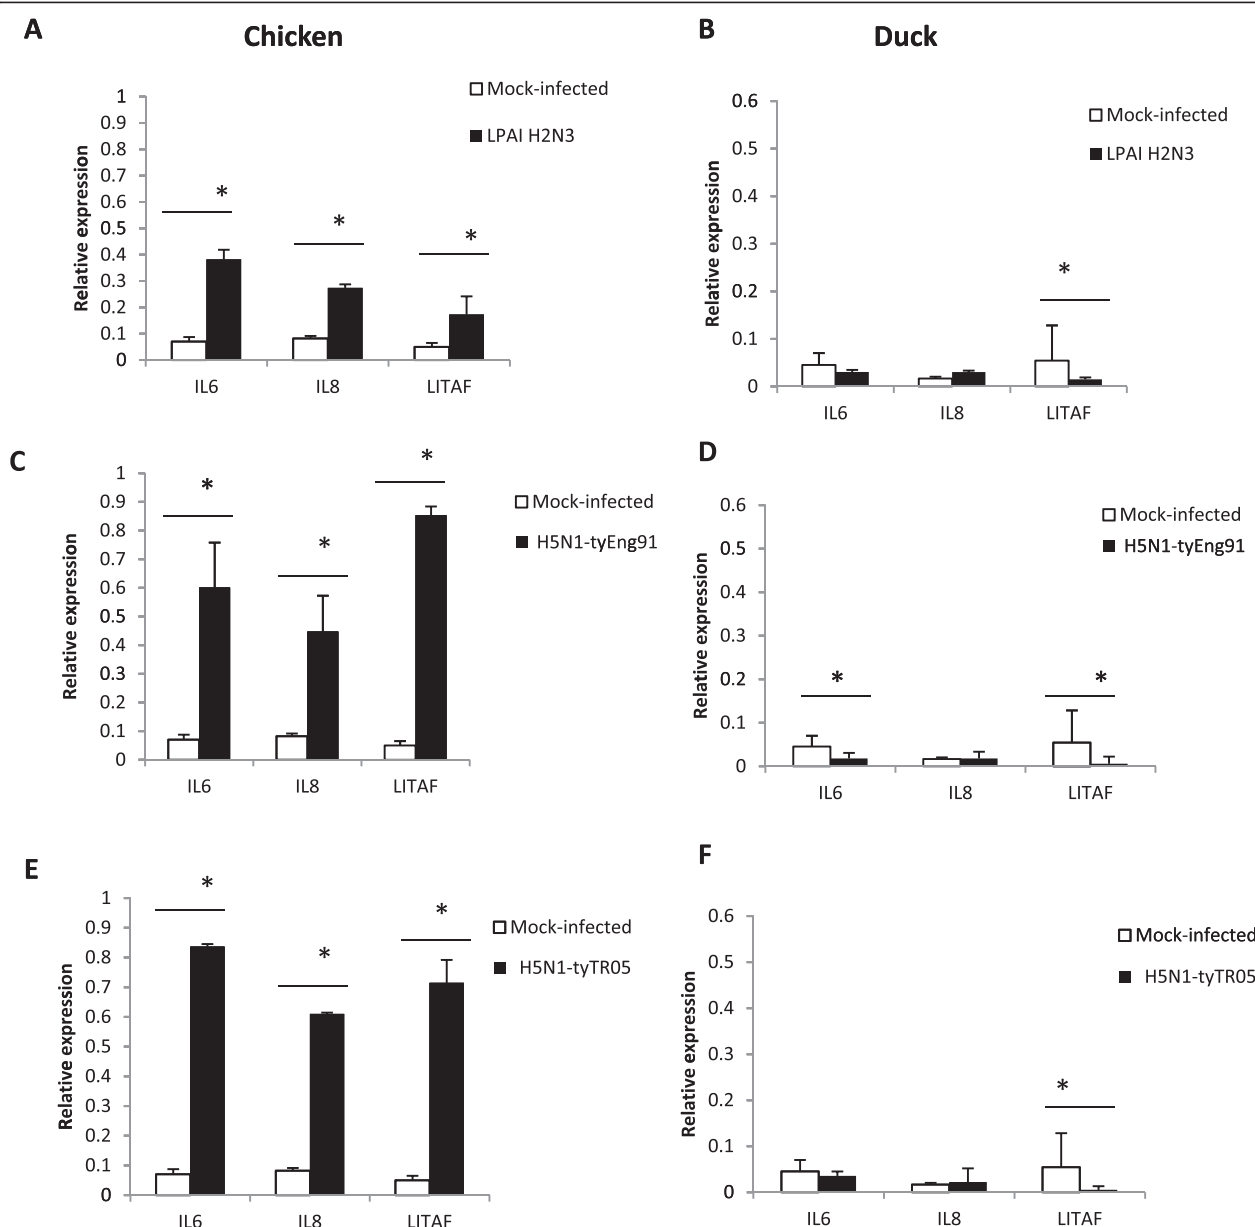 A
Chicken
Mock-infected
LPAI H2N3
Relative expression
1
0.9
0.8
0.7
0.6
0.5
0.4
0.3
0.2
0.1
0
*
*
*
IL6 IL8 LITAF
B
Duck
Mock-infected
LPAI H2N3
Relative expression
0.6
0.5
0.4
0.3
0.2
0.1
0
*
IL6 IL8 LITAF
C
Mock-infected
H5N1-tyEng91
Relative expression
1
0.9
0.8
0.7
0.6
0.5
0.4
0.3
0.2
0.1
0
*
*
*
IL6 IL8 LITAF
D
Mock-infected
H5N1-tyEng91
Relative expression
0.6
0.5
0.4
0.3
0.2
0.1
0
*
*
IL6 IL8 LITAF
E
Mock-infected
H5N1-tyTR05
Relative expression
1
0.9
0.8
0.7
0.6
0.5
0.4
0.3
0.2
0.1
0
*
*
*
IL6 IL8 LITAF
F
Mock-infected
H5N1-tyTR05
Relative expression
0.6
0.5
0.4
0.3
0.2
0.1
0
*
IL6 IL8 LITAF